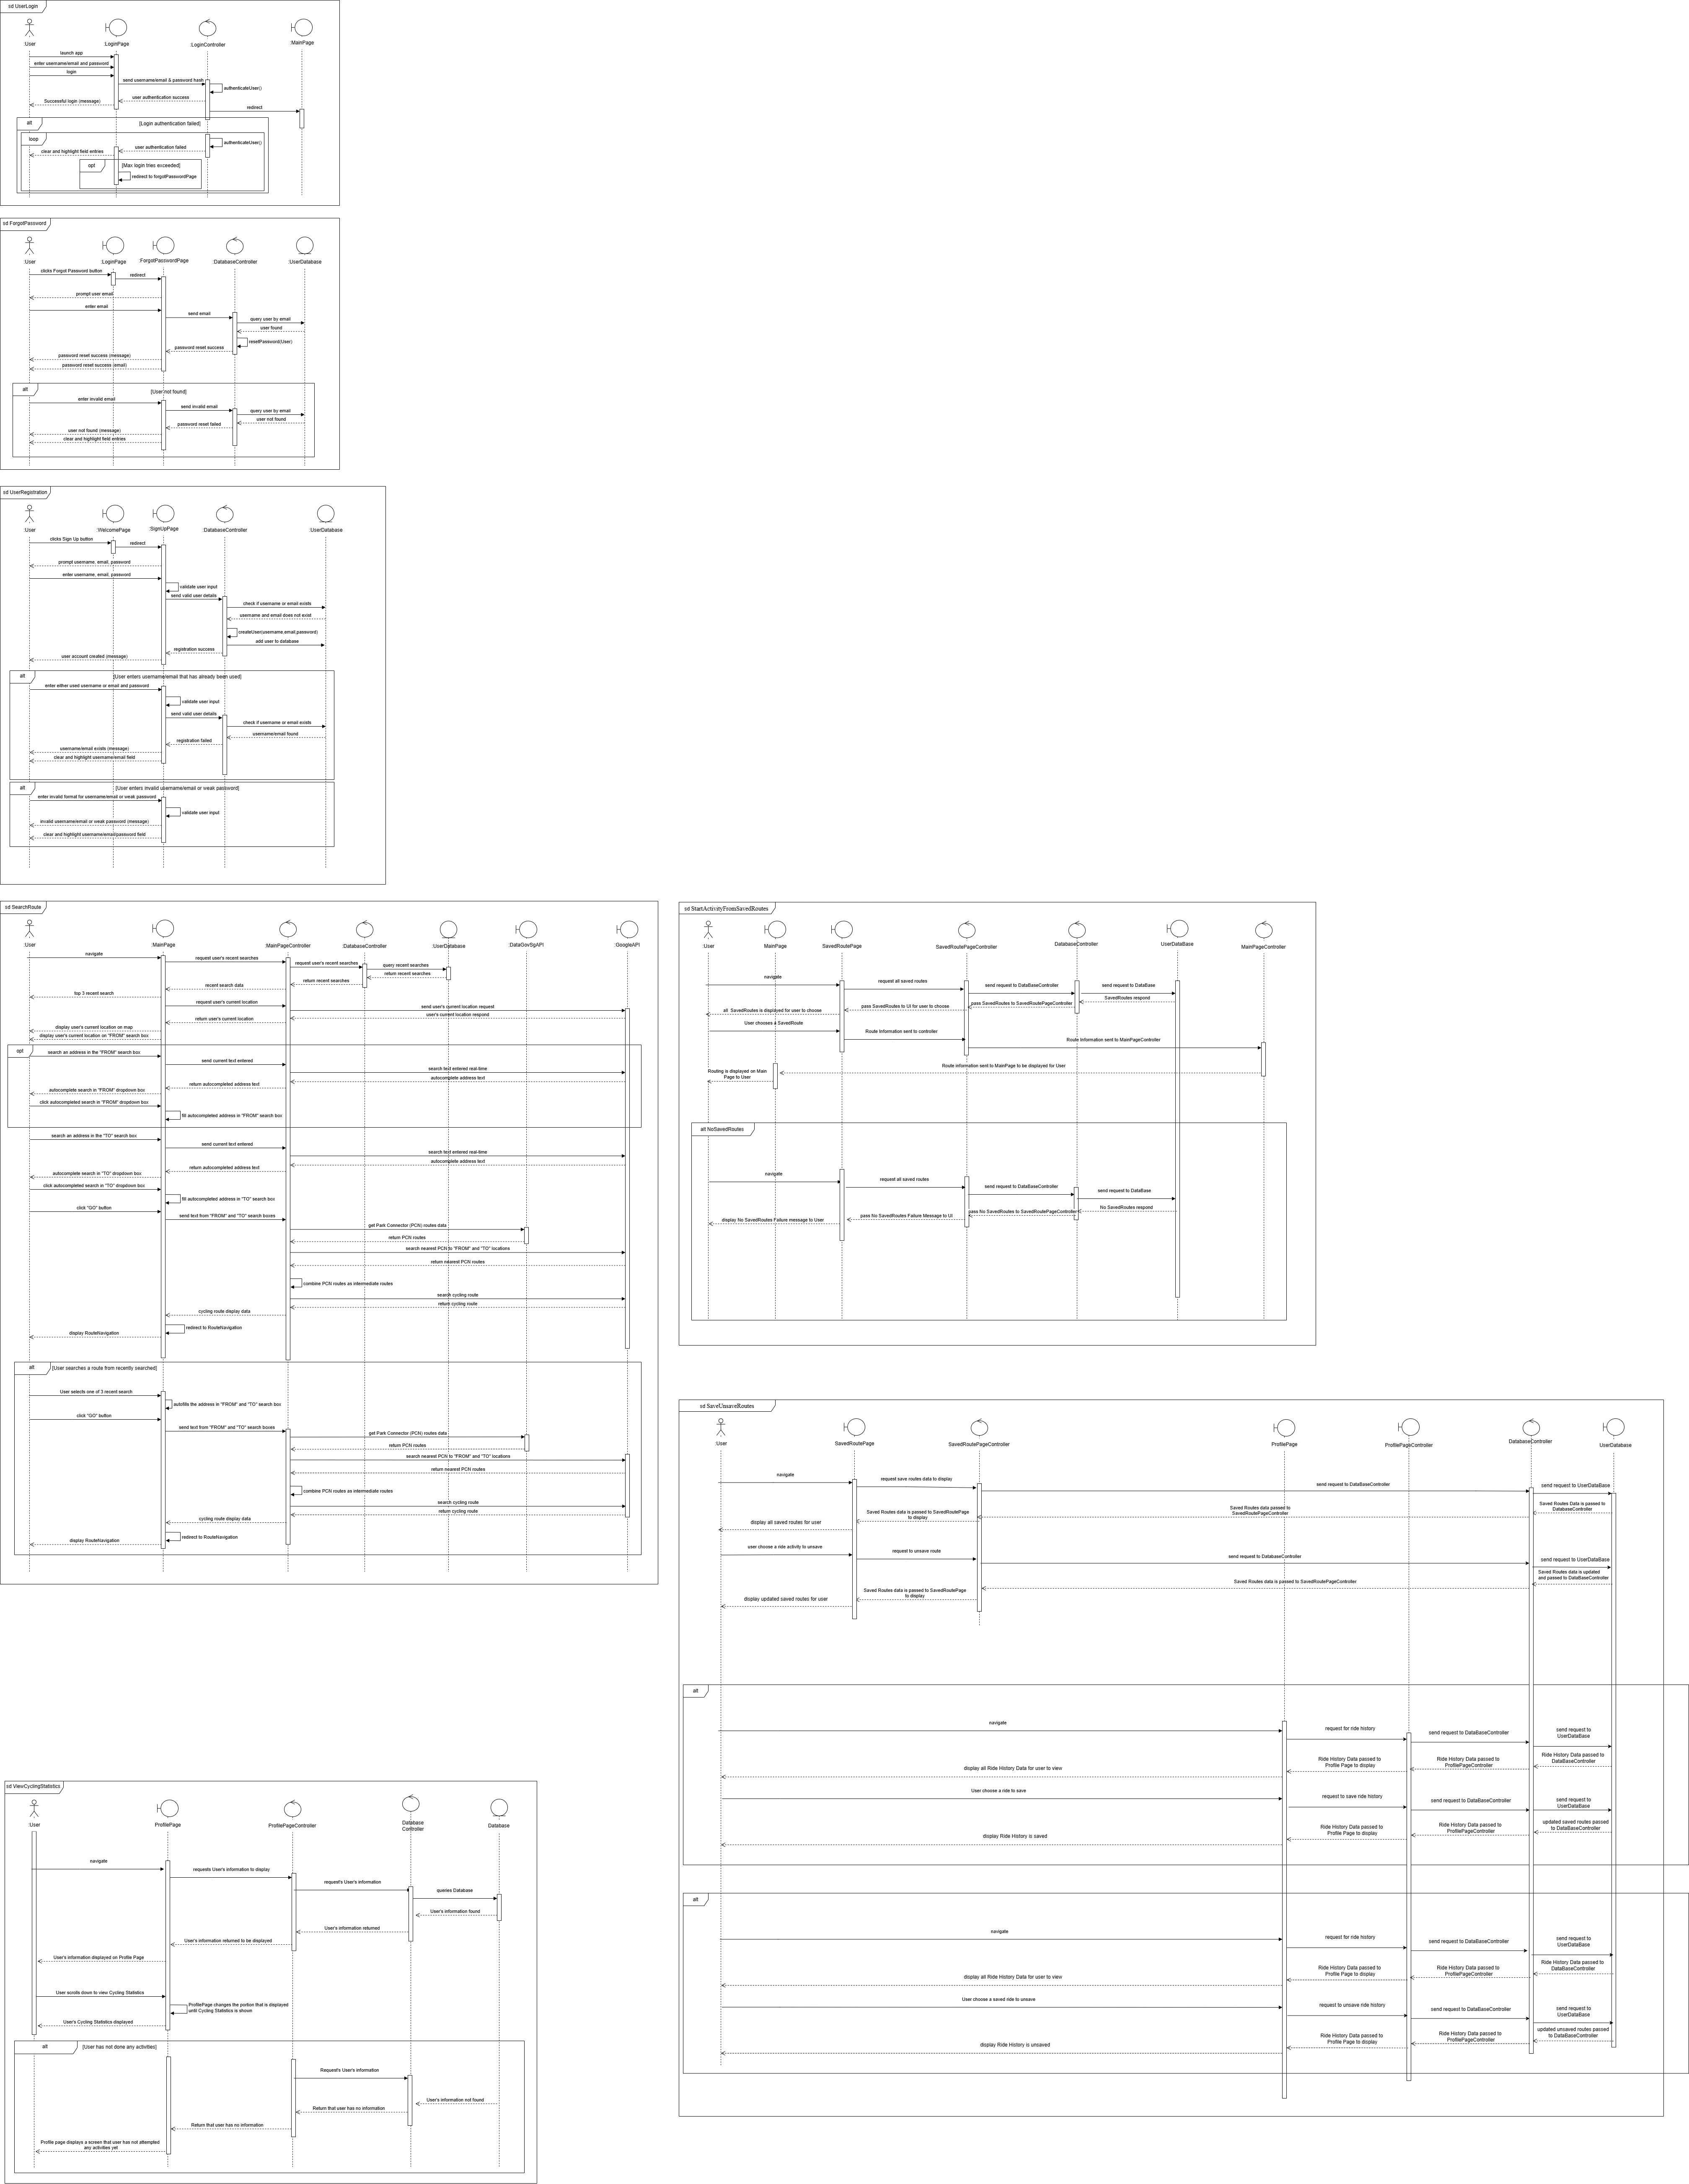 sd UserLogin
:User
:LoginPage
:LoginController
:MainPage
launch app
enter username/email and password
login
send username/email & password hash
authenticateUser()
user authentication success
Successful login (message)
redirect
alt
[Login authentication failed]
loop
authenticateUser()
user authentication failed
clear and highlight field entries
opt
[Max login tries exceeded]
redirect to forgotPasswordPage
sd ForgotPassword
:User
:LoginPage
:ForgotPasswordPage
:DatabaseController
:UserDatabase
clicks Forgot Password button
redirect
prompt user email
enter email
send email
query user by email
user found
resetPassword(User)
password reset success
password reset success (message)
password reset success (email)
alt
[User not found]
enter invalid email
send invalid email
query user by email
user not found
password reset failed
user not found (message)
clear and highlight field entries
sd UserRegistration
:User
:WelcomePage
:SignUpPage
:DatabaseController
:UserDatabase
clicks Sign Up button
redirect
prompt username, email, password
enter username, email, password
validate user input
send valid user details
check if username or email exists
username and email does not exist
createUser(username,email,password)
add user to database
registration success
user account created (message)
alt
[User enters username/email that has already been used]
enter either used username or email and password
validate user input
send valid user details
check if username or email exists
username/email found
registration failed
username/email exists (message)
clear and highlight username/email field
alt
[User enters invalid username/email or weak password]
enter invalid format for username/email or weak password
validate user input
invalid username/email or weak password (message)
clear and highlight username/email/password field
sd SearchRoute
:User
:MainPage
:MainPageController
:DatabaseController
:UserDatabase
:DataGovSgAPI
:GoogleAPI
navigate
request user's recent searches
request user's recent searches
query recent searches
return recent searches
return recent searches
recent search data
top 3 recent search
request user's current location
send user's current location request
user's current location respond
return user's current location
display user's current location on map
display user's current location on "FROM" search box
opt
search an address in the "FROM" search box
send current text entered
search text entered real-time
autocomplete address text
return autocompleted address text
autocomplete search in "FROM" dropdown box
click autocompleted search in "FROM" dropdown box
fill autocompleted address in "FROM" search box
search an address in the "TO" search box
send current text entered
search text entered real-time
autocomplete address text
return autocompleted address text
autocomplete search in "TO" dropdown box
click autocompleted search in "TO" dropdown box
fill autocompleted address in "TO" search box
click "GO" button
send text from "FROM" and "TO" search boxes
get Park Connector (PCN) routes data
return PCN routes
search nearest PCN to "FROM" and "TO" locations
return nearest PCN routes
combine PCN routes as intermediate routes
search cycling route
return cycling route
cycling route display data
redirect to RouteNavigation
display RouteNavigation
alt
[User searches a route from recently searched]
User selects one of 3 recent search
autofills the address in "FROM" and "TO" search box
click "GO" button
send text from "FROM" and "TO" search boxes
get Park Connector (PCN) routes data
return PCN routes
search nearest PCN to "FROM" and "TO" locations
return nearest PCN routes
combine PCN routes as intermediate routes
search cycling route
return cycling route
cycling route display data
redirect to RouteNavigation
display RouteNavigation
sd StartActivityFromSavedRoutes
:User
MainPage
SavedRoutePage
SavedRoutePageController
DatabaseController
UserDataBase
MainPageController
navigate
request all saved routes
send request to DataBaseController
send request to DataBase
SavedRoutes respond
pass SavedRoutes to SavedRoutePageController
pass SavedRoutes to UI for user to choose
all SavedRoutes is displayed for user to choose
User chooses a SavedRoute
Route Information sent to controller
Route Information sent to MainPageController
Route information sent to MainPage to be displayed for User
Routing is displayed on Main
Page to User
alt NoSavedRoutes
navigate
request all saved routes
send request to DataBaseController
send request to DataBase
No SavedRoutes respond
pass No SavedRoutes to SavedRoutePageController
pass No SavedRoutes Failure Message to UI
display No SavedRoutes Failure message to User
sd SaveUnsaveRoutes
User
SavedRoutePage
SavedRoutePageController
ProfilePage
ProfilePageController
DatabaseController
UserDatabase
navigate
request save routes data to display
send request to DataBaseController
send request to UserDataBase
Saved Routes Data is passed to
DatabaseController
Saved Routes data passed to
SavedRoutePageController
Saved Routes data is passed to SavedRoutePage
to display
display all saved routes for user
user choose a ride activity to unsave
request to unsave route
send request to DatabaseController
send request to UserDataBase
Saved Routes data is updated
and passed to DataBaseController
Saved Routes data is passed to SavedRoutePageController
Saved Routes data is passed to SavedRoutePage
to display
display updated saved routes for user
alt
navigate
request for ride history
send request to DataBaseController
send request to
UserDataBase
Ride History Data passed to
DataBaseController
Ride History Data passed to
ProfilePageController
Ride History Data passed to
Profile Page to display
display all Ride History Data for user to view
User choose a ride to save
request to save ride history
send request to DataBaseController
send request to
UserDataBase
updated saved routes passed
to DataBaseController
Ride History Data passed to
ProfilePageController
Ride History Data passed to
Profile Page to display
display Ride History is saved
alt
navigate
request for ride history
send request to DataBaseController
send request to
UserDataBase
Ride History Data passed to
DataBaseController
Ride History Data passed to
ProfilePageController
Ride History Data passed to
Profile Page to display
display all Ride History Data for user to view
User choose a saved ride to unsave
request to unsave ride history
send request to DataBaseController
send request to
UserDataBase
updated unsaved routes passed
to DataBaseController
Ride History Data passed to
ProfilePageController
Ride History Data passed to
Profile Page to display
display Ride History is unsaved
sd ViewCyclingStatistics
:User
ProfilePage
ProfilePageController
Database
Controller
Database
navigate
requests User's information to display
request's User's information
queries Database
User's information found
User's information returned
User's information returned to be displayed
User's information displayed on Profile Page
User scrolls down to view Cycling Statistics
ProfilePage changes the portion that is displayed
until Cycling Statistics is shown
User's Cycling Statistics displayed
alt
[User has not done any activities]
Request's User's information
User's information not found
Return that user has no information
Return that user has no information
Profile page displays a screen that user has not attempted
any activities yet